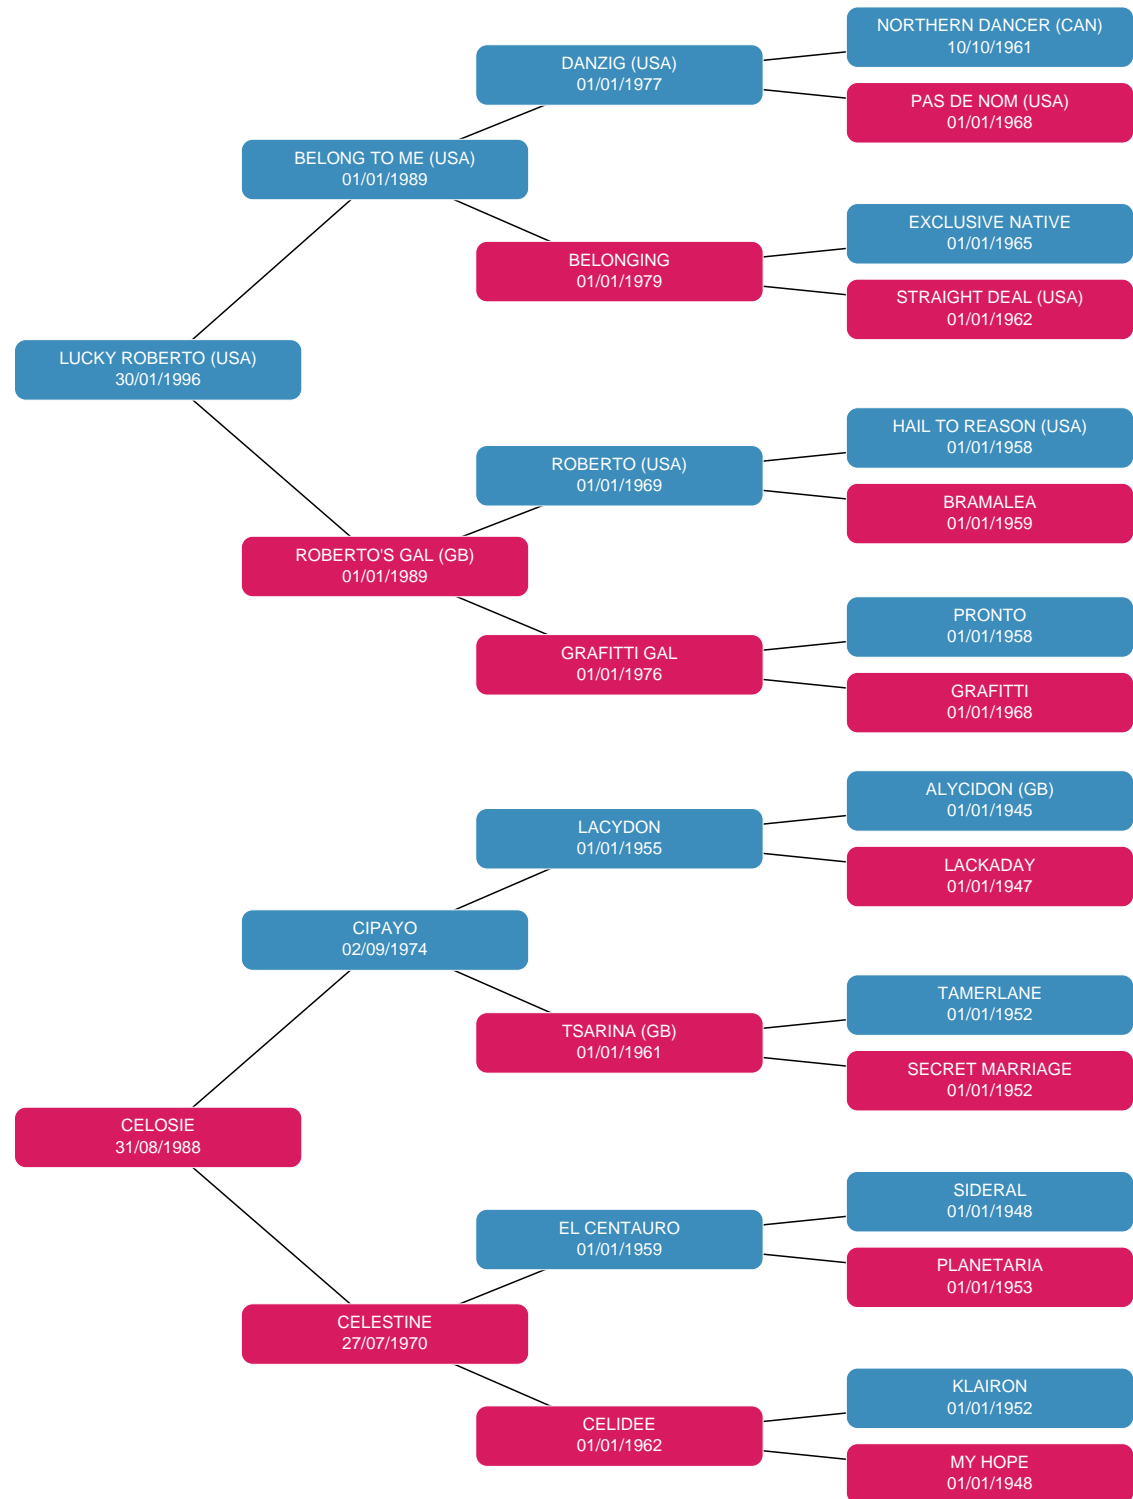 NORTHERN DANCER (CAN)
10/10/1961
DANZIG (USA)
01/01/1977
PAS DE NOM (USA)
01/01/1968
BELONG TO ME (USA)
01/01/1989
EXCLUSIVE NATIVE
01/01/1965
BELONGING
01/01/1979
STRAIGHT DEAL (USA)
01/01/1962
LUCKY ROBERTO (USA)
30/01/1996
HAIL TO REASON (USA)
01/01/1958
ROBERTO (USA)
01/01/1969
BRAMALEA
01/01/1959
ROBERTO'S GAL (GB)
01/01/1989
PRONTO
01/01/1958
GRAFITTI GAL
01/01/1976
GRAFITTI
01/01/1968
ALYCIDON (GB)
01/01/1945
LACYDON
01/01/1955
LACKADAY
01/01/1947
CIPAYO
02/09/1974
TAMERLANE
01/01/1952
TSARINA (GB)
01/01/1961
SECRET MARRIAGE
01/01/1952
CELOSIE
31/08/1988
SIDERAL
01/01/1948
EL CENTAURO
01/01/1959
PLANETARIA
01/01/1953
CELESTINE
27/07/1970
KLAIRON
01/01/1952
CELIDEE
01/01/1962
MY HOPE
01/01/1948